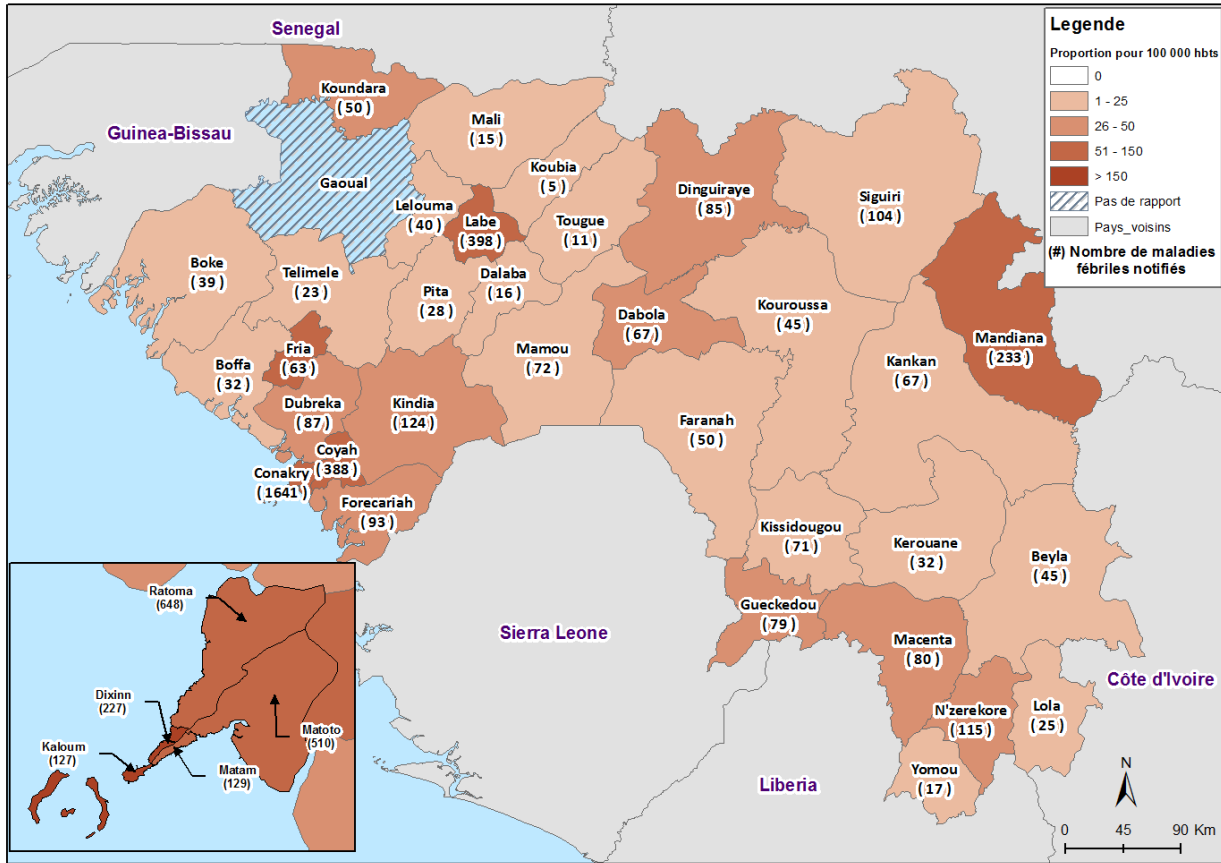 Senegal
Guinea-Bissau
Koundara
( 50 )
Mali
( 15 )
Koubia
( 5 )
Gaoual
Lelouma
( 40 )
Labe
( 398 )
Tougue
( 11 )
Dinguiraye
( 85 )
Siguiri
( 104 )
Boke
( 39 )
Telimele
( 23 )
Pita
( 28 )
Dalaba
( 16 )
Dabola
( 67 )
Kouroussa
( 45 )
Mandiana
( 233 )
Boffa
( 32 )
Fria
( 63 )
Mamou
( 72 )
Kankan
( 67 )
Dubreka
( 87 )
Kindia
( 124 )
Faranah
( 50 )
Coyah
( 388 )
Conakry
( 1641 )
Forecariah
( 93 )
Kissidougou
( 71 )
Kerouane
( 32 )
Beyla
( 45 )
Gueckedou
( 79 )
Macenta
( 80 )
Sierra Leone
Côte d'Ivoire
N'zerekore
( 115 )
Lola
( 25 )
Yomou
( 17 )
Liberia
Legende
Proportion pour 100 000 hbts
0
1 - 25
26 - 50
51 - 150
> 150
Pas de rapport
Pays_voisins
(#) Nombre de maladies
fébriles notifiés
Ratoma
(648)
Dixinn
(227)
Kaloum
(127)
Matam
(129)
Matoto
(510)
N
0 45 90 Km